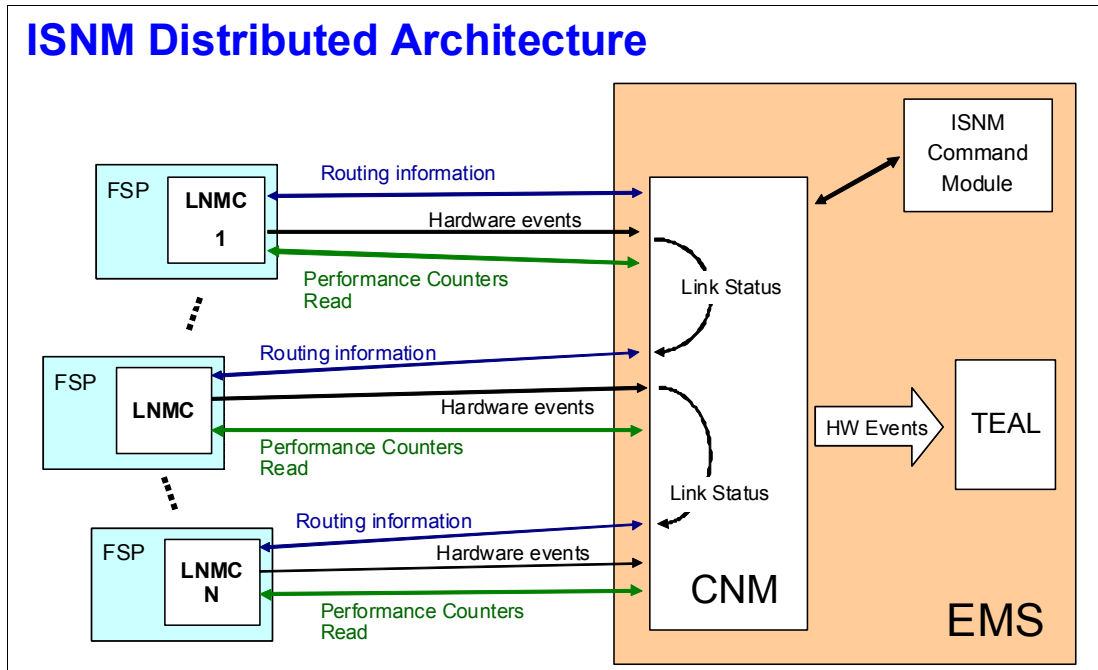 ISNM Distributed Architecture
ISNM
Command
Module
FSP
LNMC
1
Routing information
Hardware events
Performance Counters
Read
Link Status
FSP
LNMC
Routing information
Hardware events
Performance Counters
Read
Link Status
HW Events
TEAL
FSP
LNMC
N
Routing information
Hardware events
Performance Counters
Read
CNM
EMS